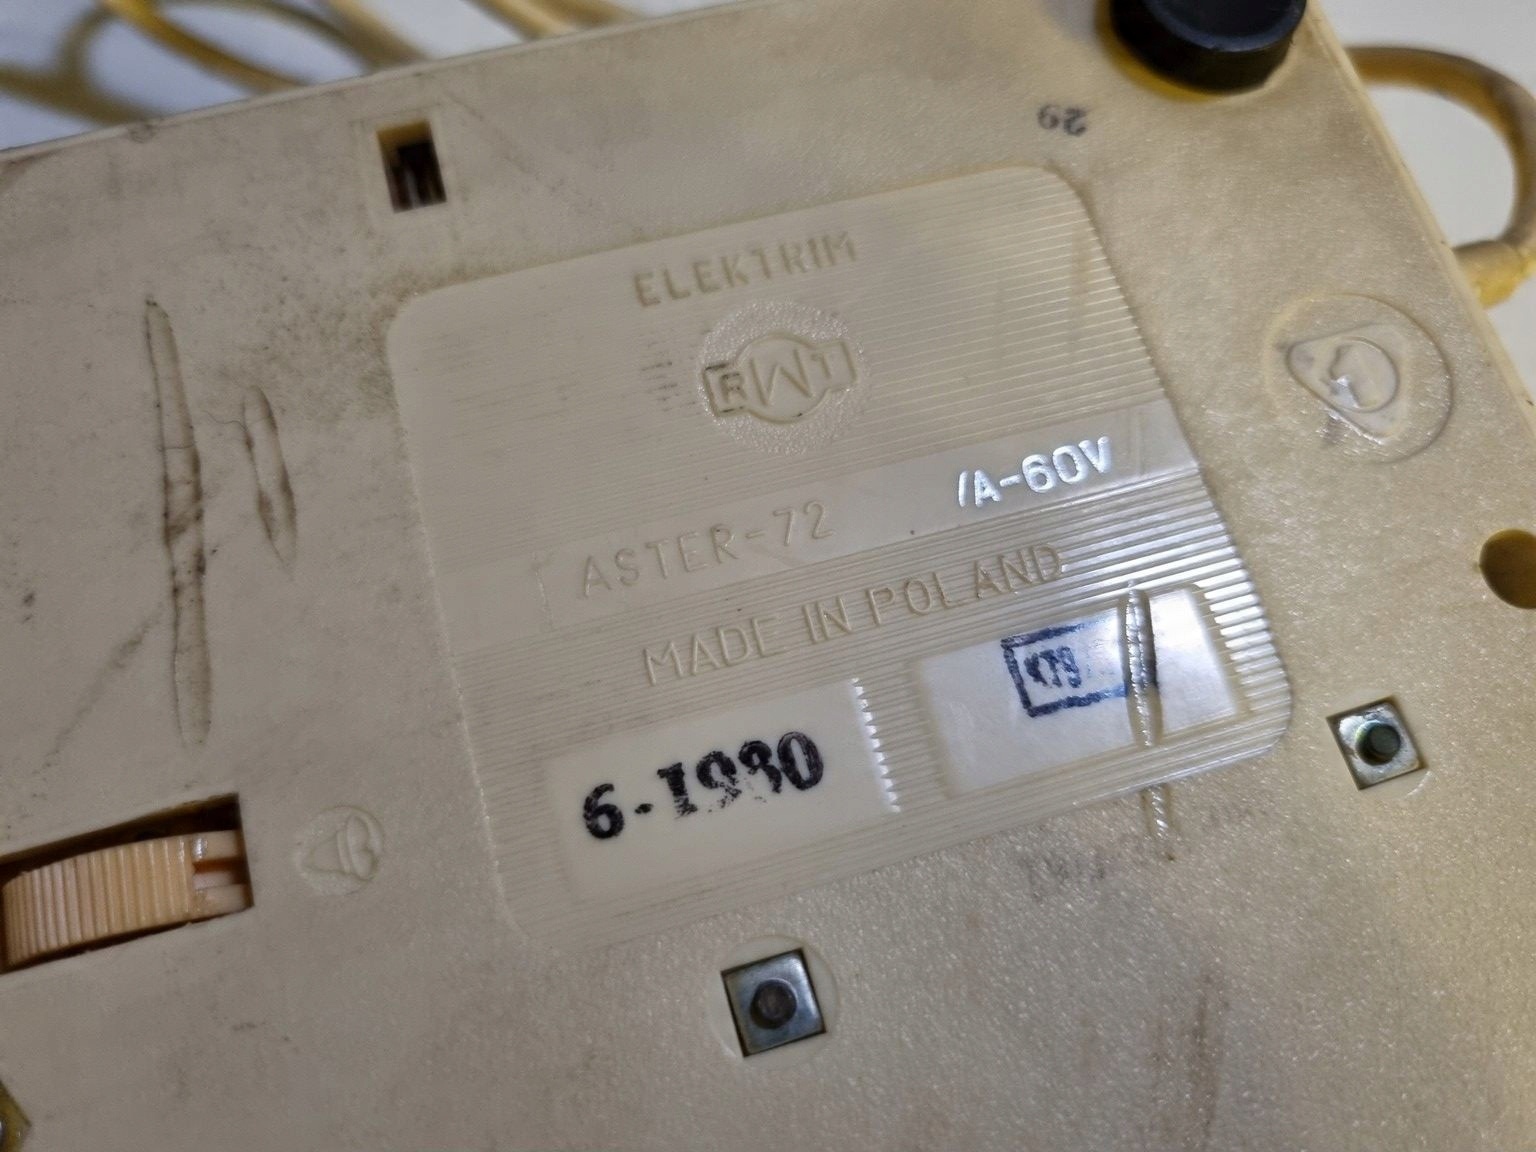 29
ELEKTRIM
RWT
ASTER-72 /A-60V
MADE IN POLAND
6-1980